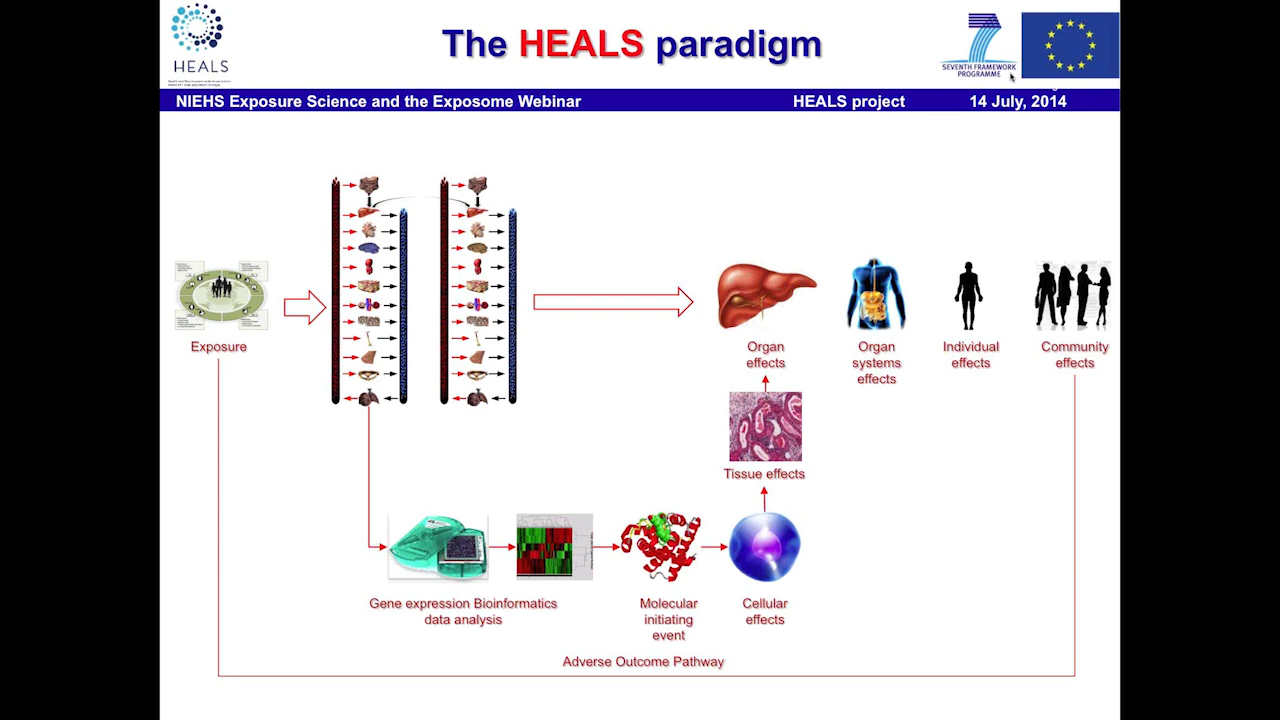 The HEALS paradigm
HEALS
SEVENTH FRAMEWORK
PROGRAMME
NIEHS Exposure Science and the Exposome Webinar
HEALS project
14 July, 2014
Exposure
Organ
effects
Organ
systems
effects
Individual
effects
Community
effects
Tissue effects
Gene expression Bioinformatics
data analysis
Molecular
initiating
event
Cellular
effects
Adverse Outcome Pathway